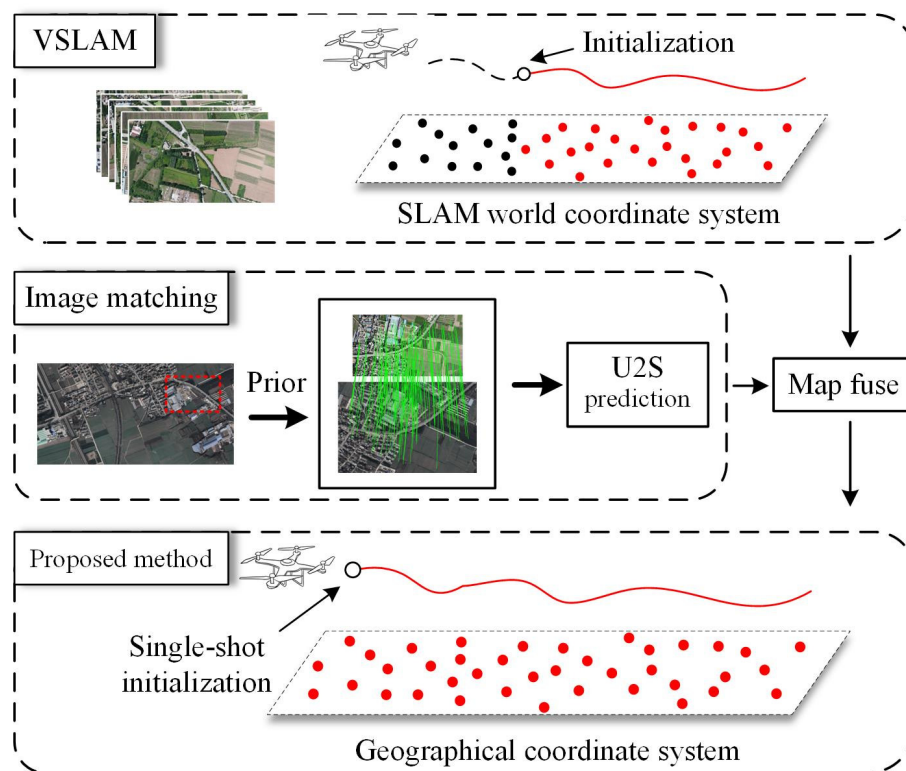 VSLAM
Initialization
SLAM world coordinate system
Image matching
Prior
U2S
prediction
Map fuse
Proposed method
Single-shot
initialization
Geographical coordinate system